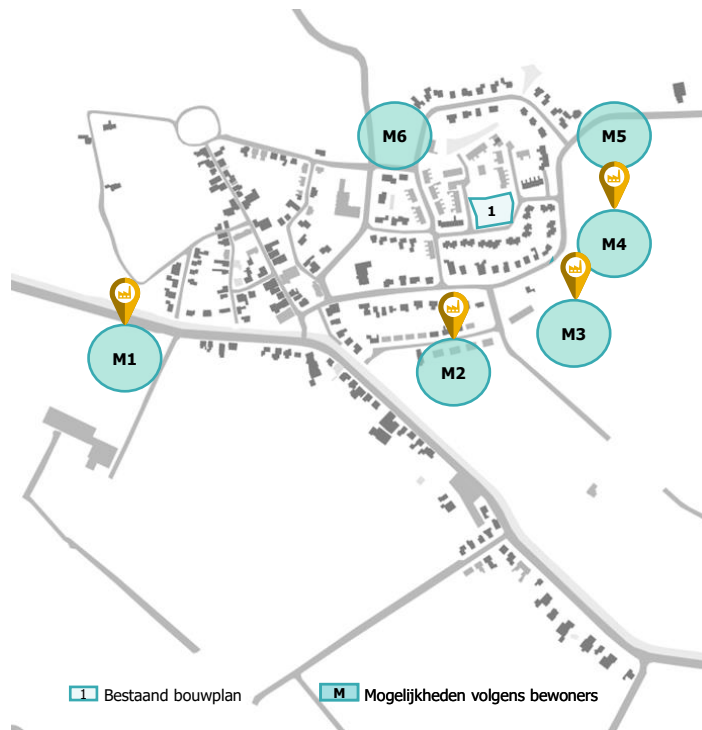 M6
M5
1
M4
M3
M1
M2
1 Bestaand bouwplan
M Mogelijkheden volgens bewoners